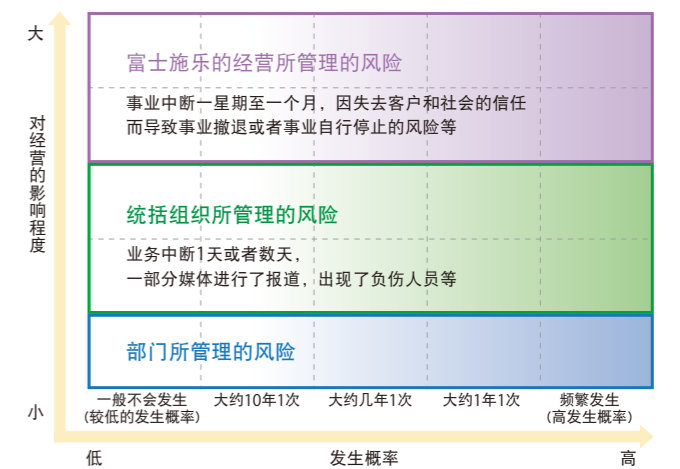 大
对经营的影响程度
小
富士施乐的经营所管理的风险
事业中断一星期至一个月，因失去客户和社会的信任
而导致事业撤退或者事业自行停止的风险等
统括组织所管理的风险
业务中断1天或者数天，
一部分媒体进行了报道，出现了负伤人员等
部门所管理的风险
一般不会发生
(较低的发生概率)
大约10年1次
大约几年1次
大约1年1次
频繁发生
(高发生概率)
低
发生概率
高